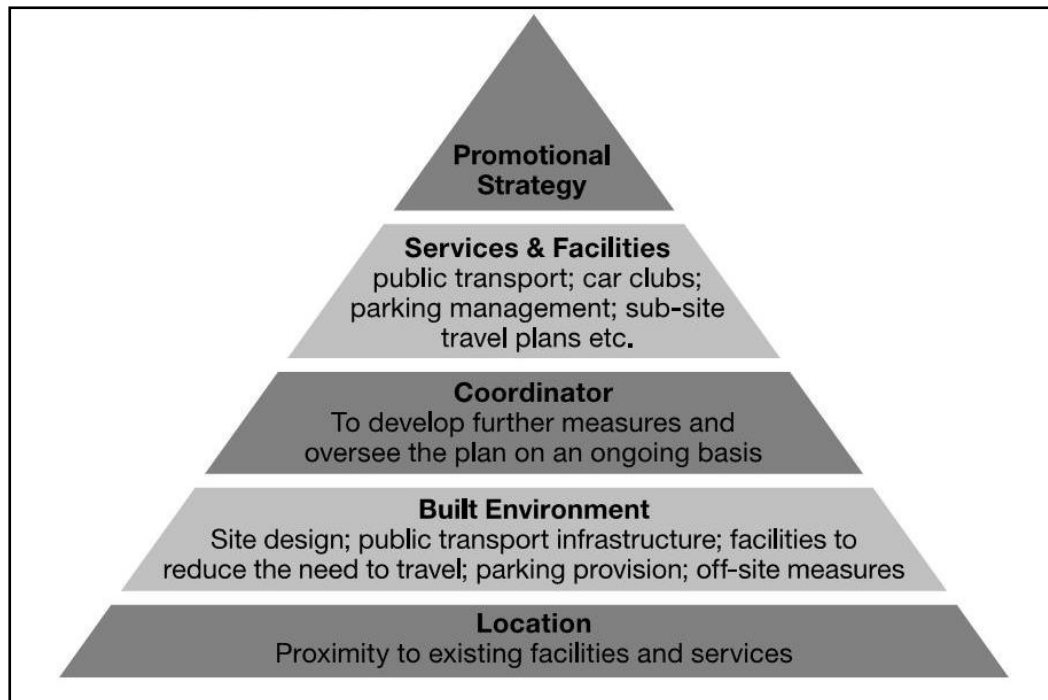 Promotional
Strategy
Services & Facilities
public transport; car clubs;
parking management; sub-site
travel plans etc.
Coordinator
To develop further measures and
oversee the plan on an ongoing basis
Built Environment
Site design; public transport infrastructure; facilities to
reduce the need to travel; parking provision; off-site measures
Location
Proximity to existing facilities and services